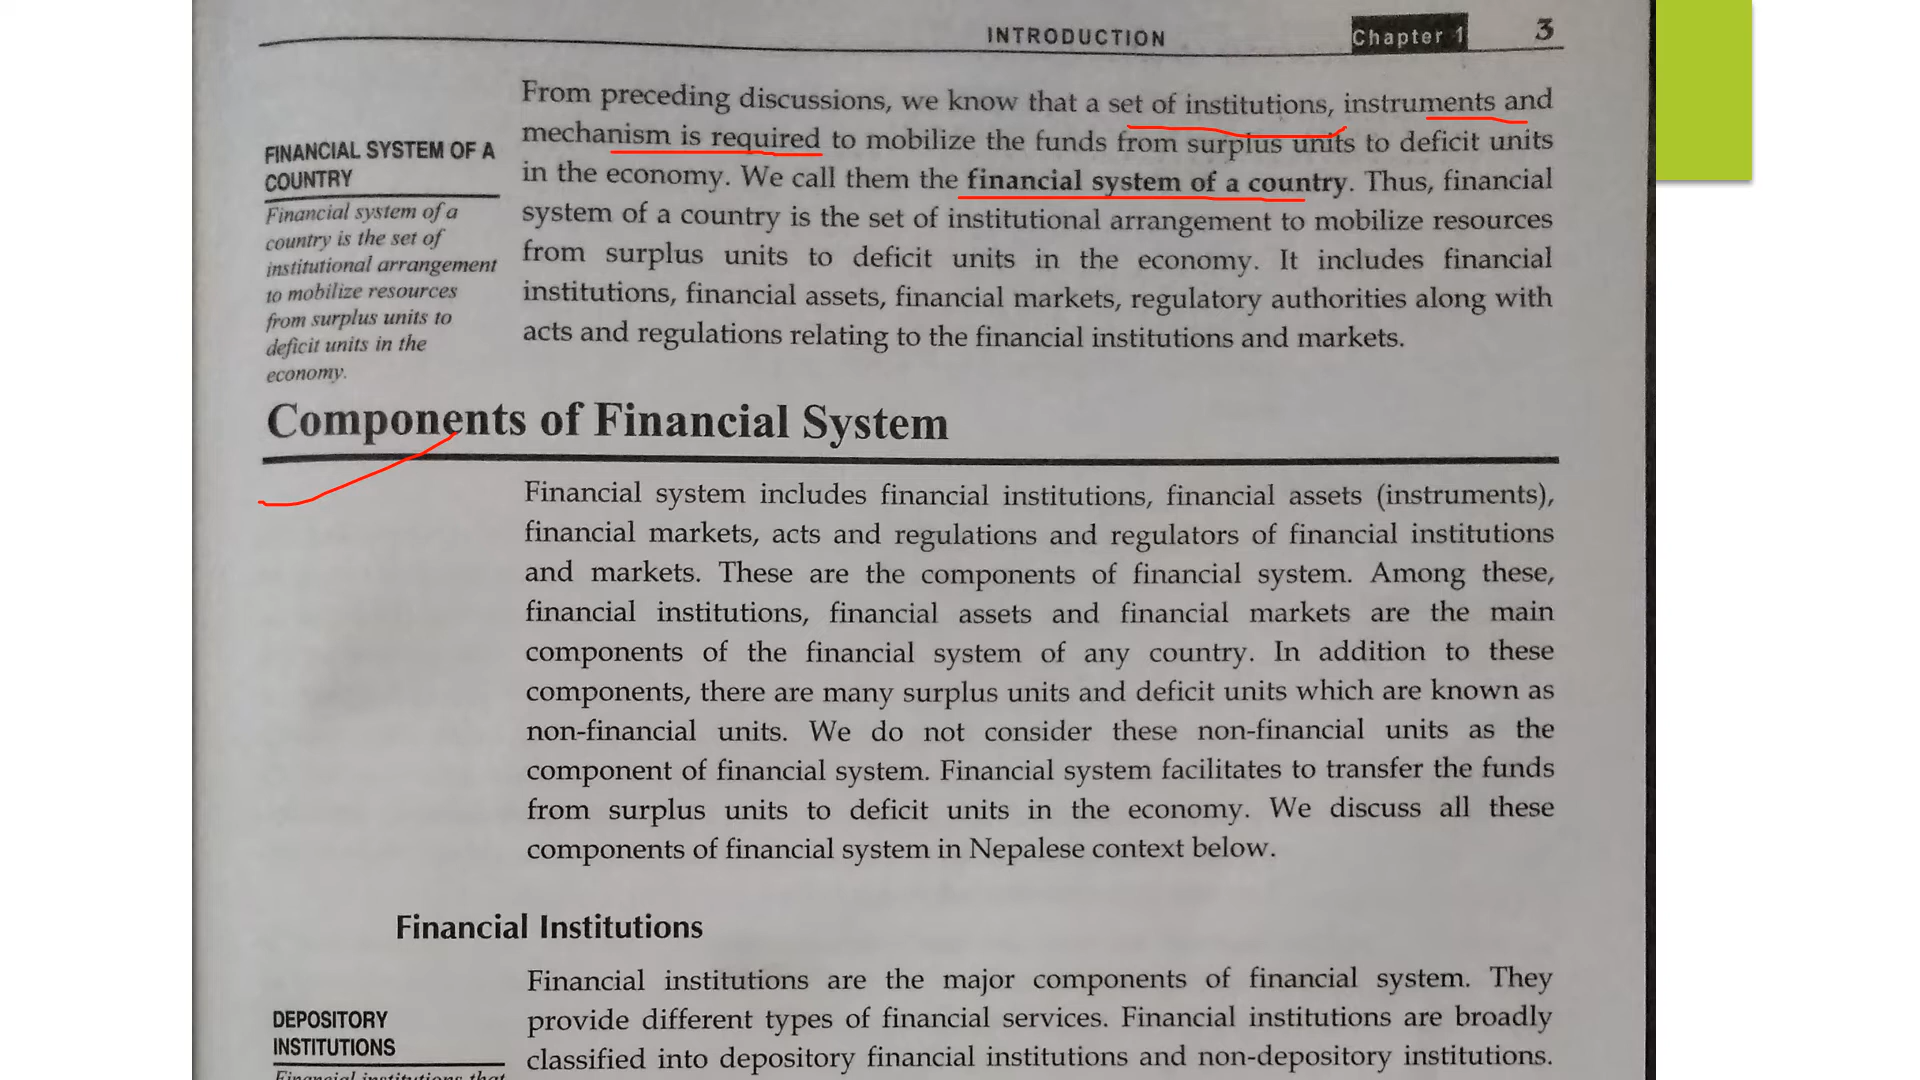 INTRODUCTION Chapter 1 3
From preceding discussions, we know that a set of institutions, instruments and
mechanism is required to mobilize the funds from surplus units to deficit units
in the economy. We call them the financial system of a country. Thus, financial
system of a country is the set of institutional arrangement to mobilize resources
from surplus units to deficit units in the economy. It includes financial
institutions, financial assets, financial markets, regulatory authorities along with
acts and regulations relating to the financial institutions and markets.
FINANCIAL SYSTEM OF A
COUNTRY
Financial system of a
country is the set of
institutional arrangement
to mobilize resources
from surplus units to
deficit units in the
economy.
Components of Financial System
Financial system includes financial institutions, financial assets (instruments),
financial markets, acts and regulations and regulators of financial institutions
and markets. These are the components of financial system. Among these,
financial institutions, financial assets and financial markets are the main
components of the financial system of any country. In addition to these
components, there are many surplus units and deficit units which are known as
non-financial units. We do not consider these non-financial units as the
component of financial system. Financial system facilitates to transfer the funds
from surplus units to deficit units in the economy. We discuss all these
components of financial system in Nepalese context below.
Financial Institutions
Financial institutions are the major components of financial system. They
provide different types of financial services. Financial institutions are broadly
classified into depository financial institutions and non-depository institutions.
DEPOSITORY
INSTITUTIONS
Financial institutions that